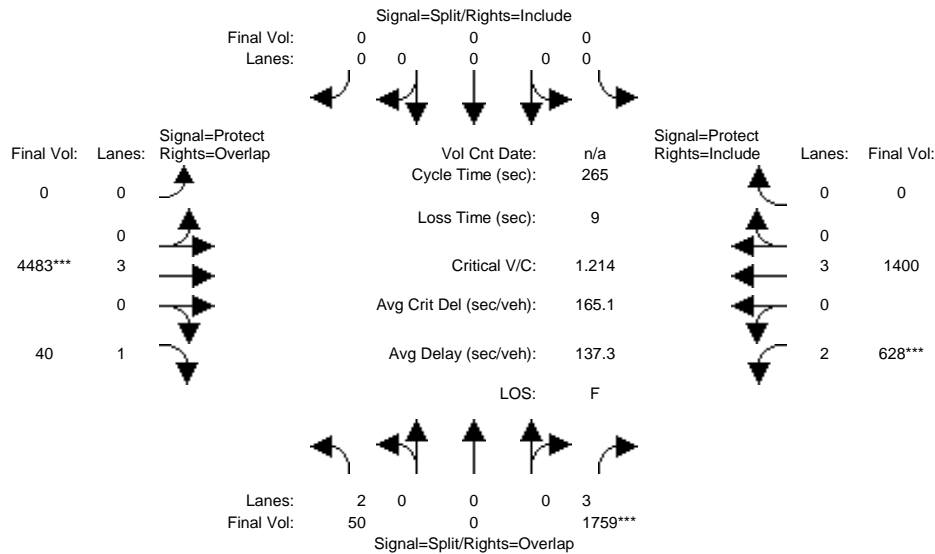 Signal=Split/Rights=Include
Final Vol: 0 0 0
Lanes: 0 0 0 0 0
Signal=Protect
Final Vol: Lanes: Rights=Overlap
Vol Cnt Date: n/a
Signal=Protect
Rights=Include Lanes: Final Vol:
Cycle Time (sec): 265
0 0
0 0
Loss Time (sec): 9
0
0
4483*** 3
Critical V/C: 1.214
3 1400
0
Avg Crit Del (sec/veh): 165.1
0
40 1
Avg Delay (sec/veh): 137.3
2 628***
LOS: F
Lanes: 2 0 0 0 3
Final Vol: 50 0 1759***
Signal=Split/Rights=Overlap